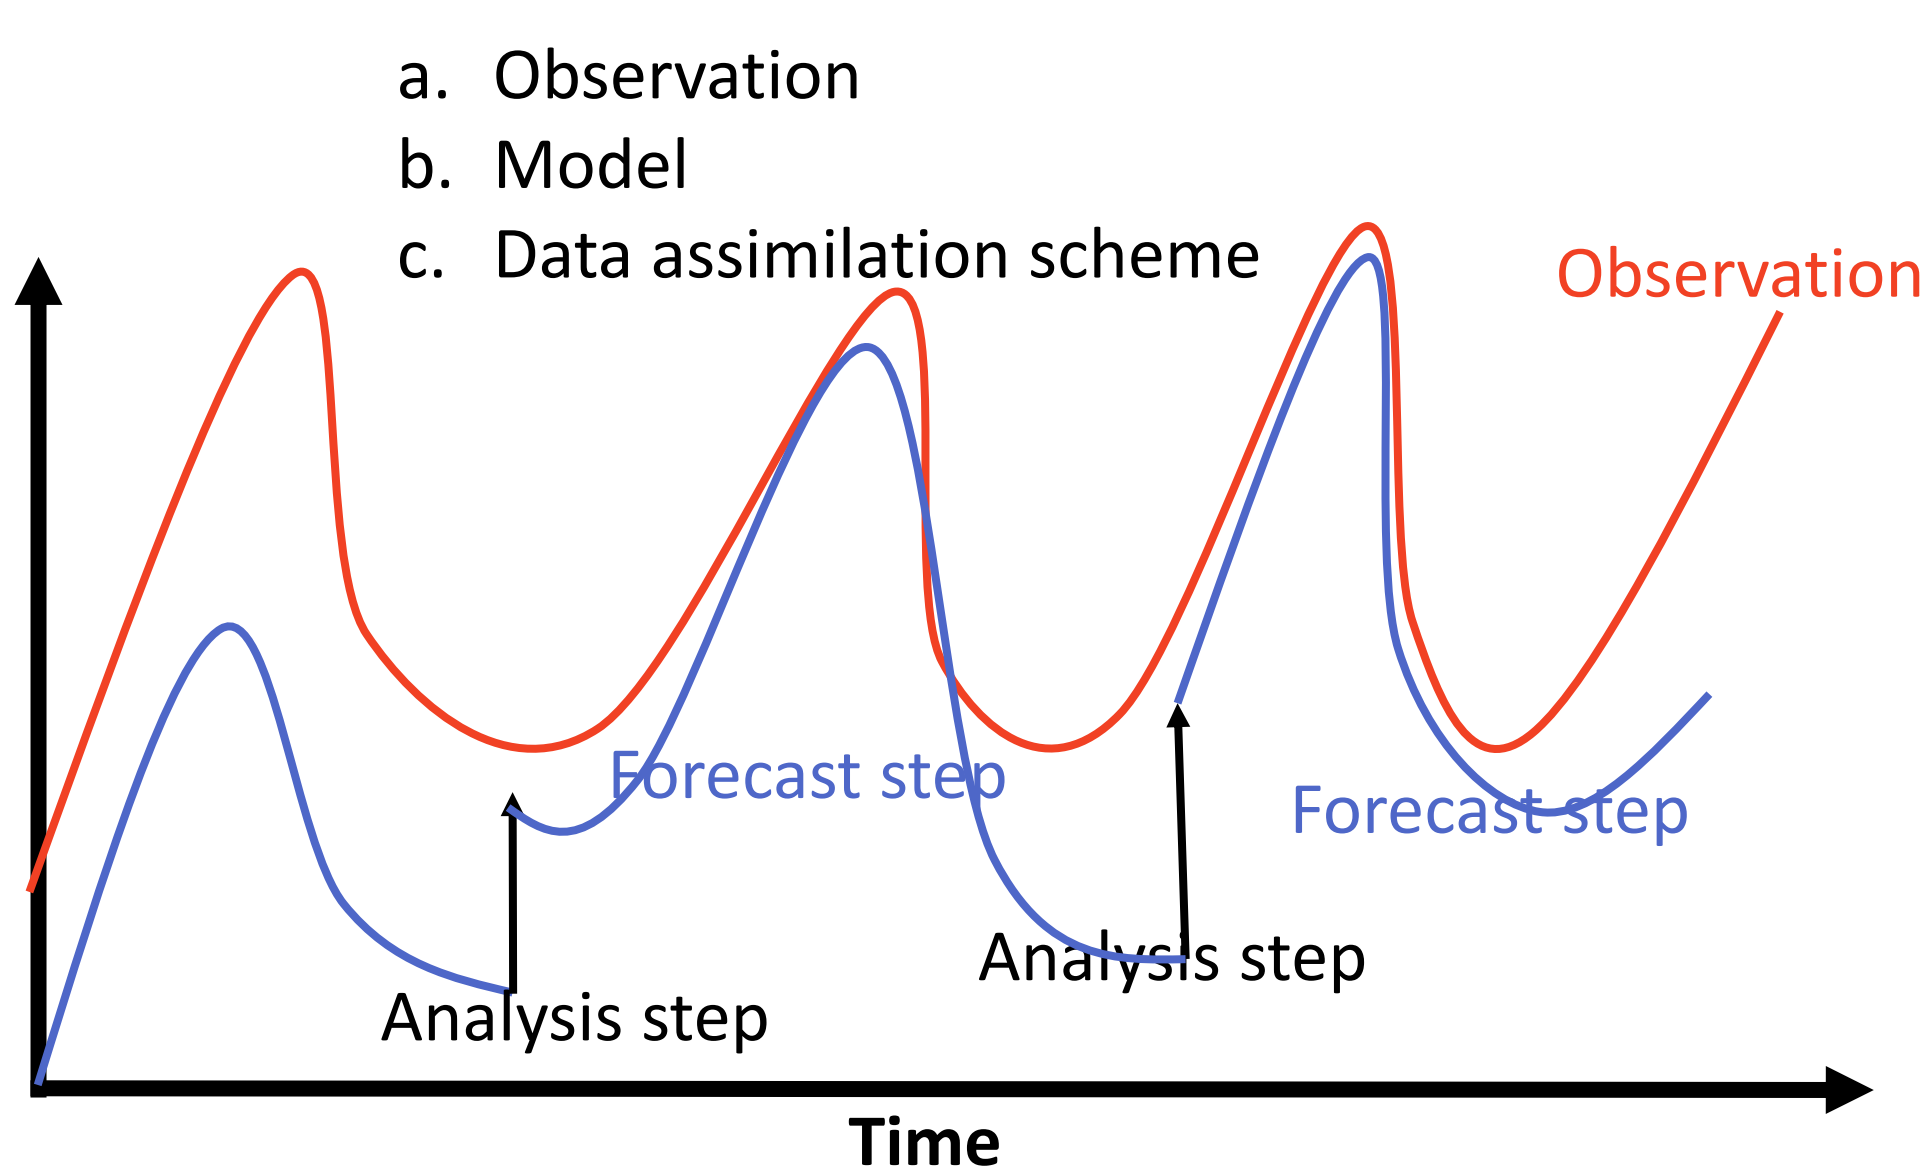 a. Observation
b. Model
c. Data assimilation scheme
Observation
Forecast step
Forecast step
Analysis step
Analysis step
Time